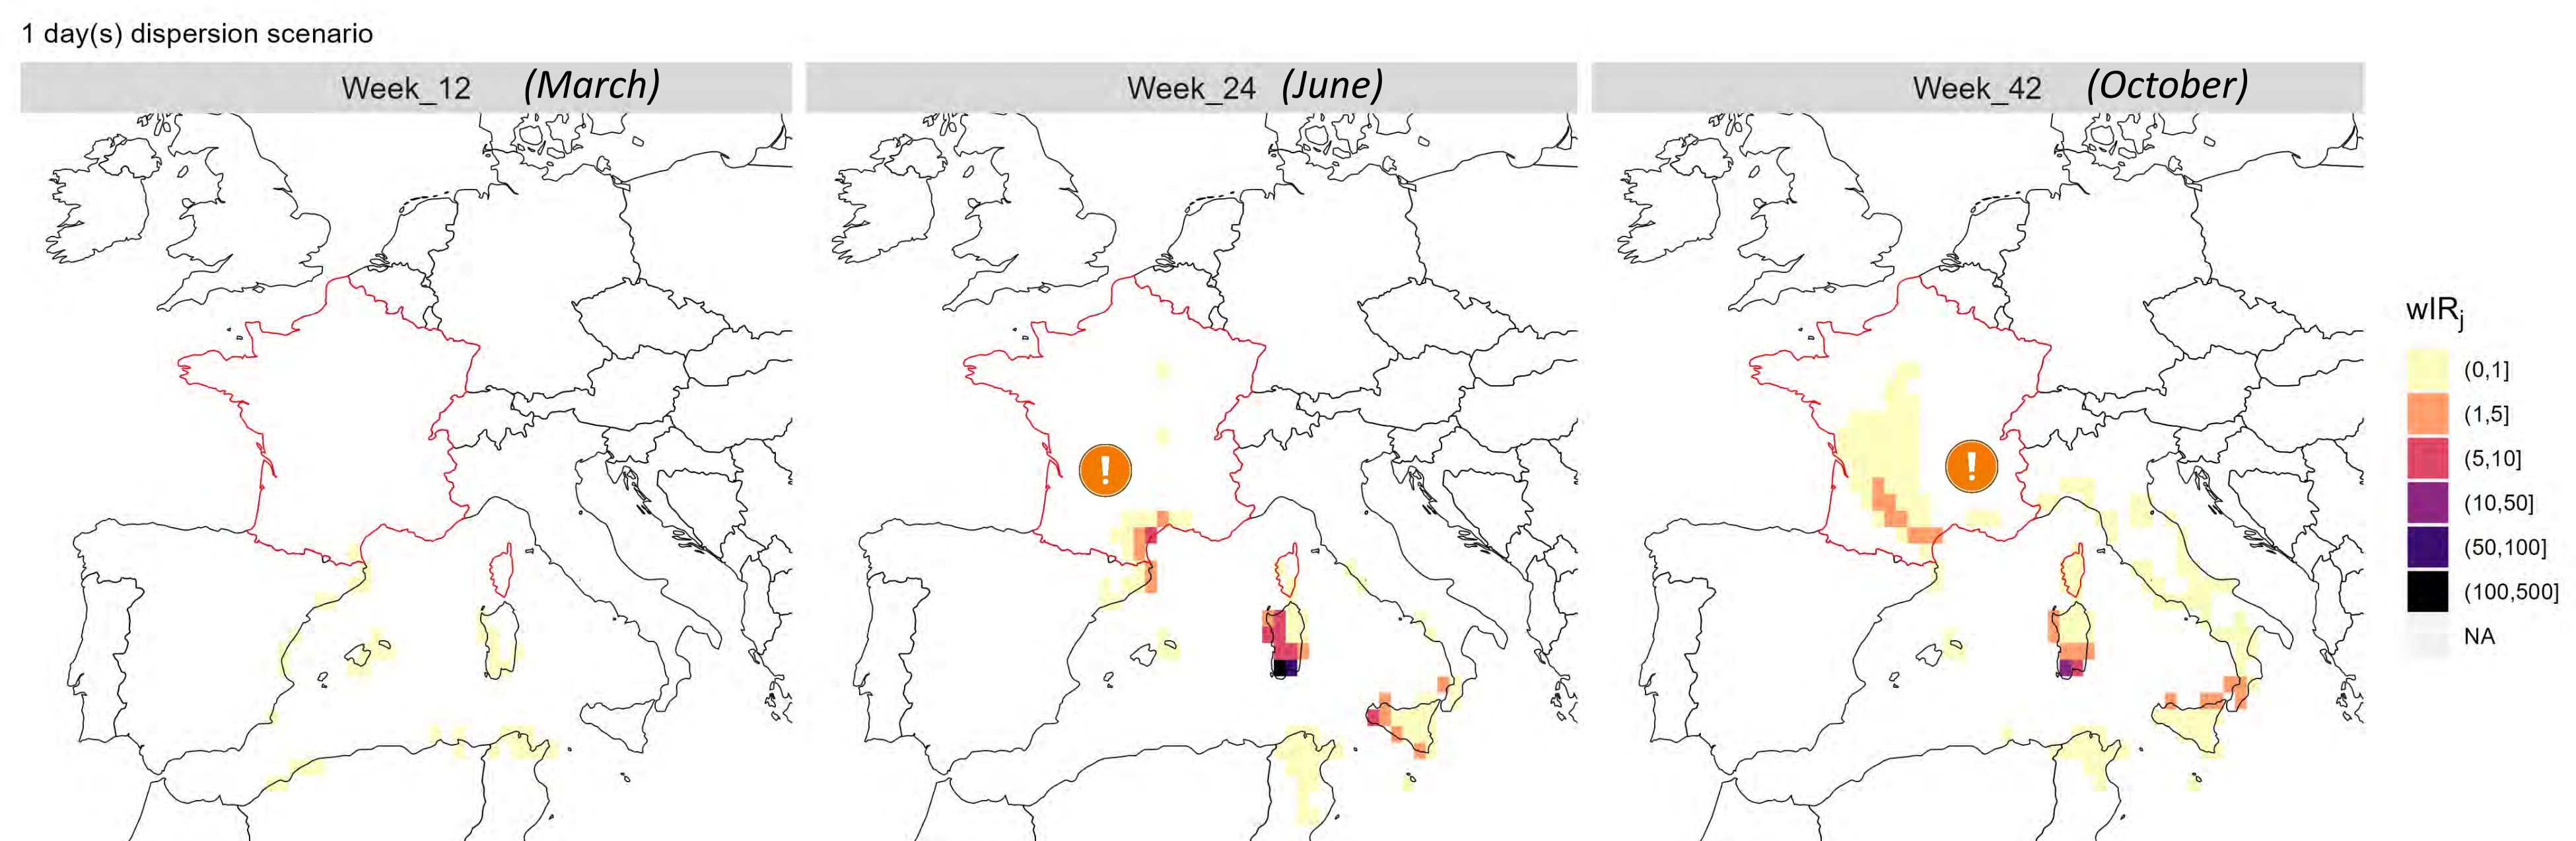 1 day(s) dispersion scenario
Week_12 (March)
Week_24 (June)
Week_42 (October)
!
!
wIRj
(0,1]
(1,5]
(5,10]
(10,50]
(50,100]
(100,500]
NA